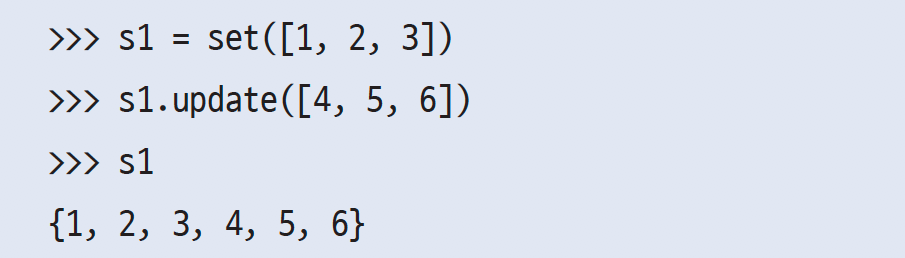 >>> s1 = set([1, 2, 3])
>>> s1.update([4, 5, 6])
>>> s1
{1, 2, 3, 4, 5, 6}